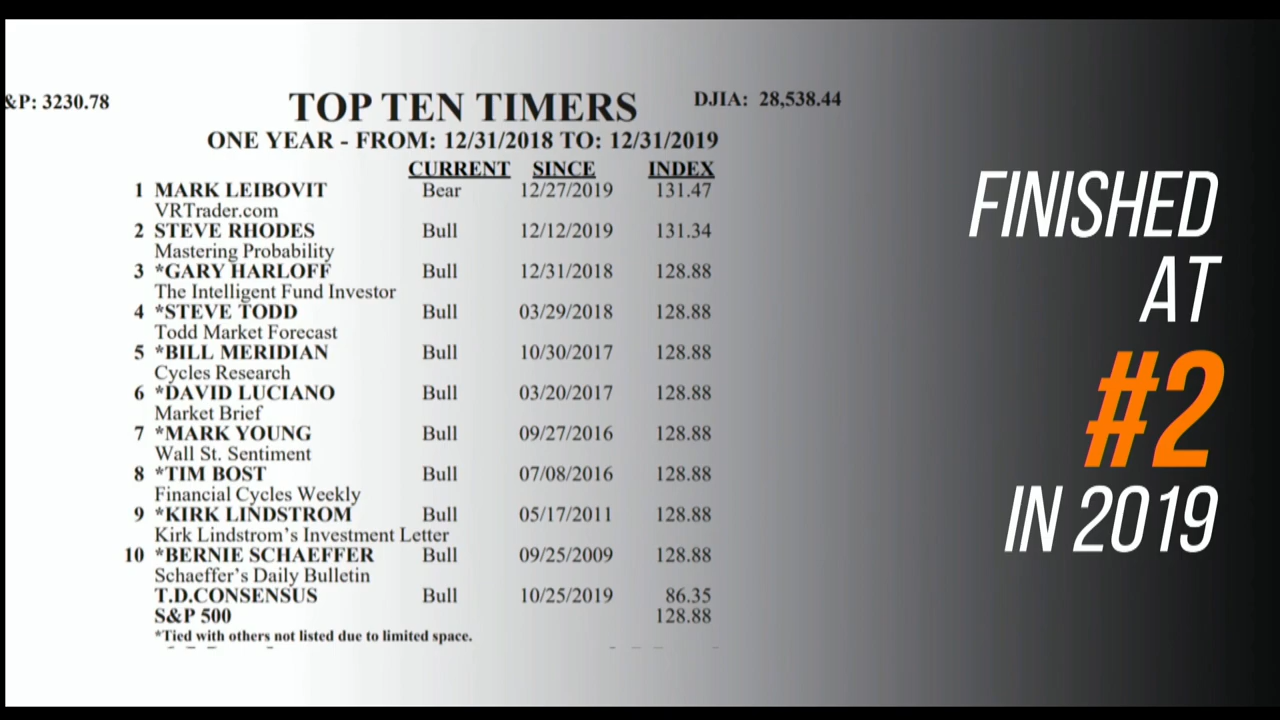 &P: 3230.78
TOP TEN TIMERS
DJIA: 28,538.44
ONE YEAR - FROM: 12/31/2018 TO: 12/31/2019
CURRENT SINCE INDEX
1 MARK LEIBOVIT Bear 12/27/2019 131.47
VRTrader.com
2 STEVE RHODES Bull 12/12/2019 131.34
Mastering Probability
3 *GARY HARLOFF Bull 12/31/2018 128.88
The Intelligent Fund Investor
4 *STEVE TODD Bull 03/29/2018 128.88
Todd Market Forecast
5 *BILL MERIDIAN Bull 10/30/2017 128.88
Cycles Research
6 *DAVID LUCIANO Bull 03/20/2017 128.88
Market Brief
7 *MARK YOUNG Bull 09/27/2016 128.88
Wall St. Sentiment
8 *TIM BOST Bull 07/08/2016 128.88
Financial Cycles Weekly
9 *KIRK LINDSTROM Bull 05/17/2011 128.88
Kirk Lindstrom's Investment Letter
10 *BERNIE SCHAEFFER Bull 09/25/2009 128.88
Schaeffer's Daily Bulletin
T.D.CONSENSUS Bull 10/25/2019 86.35
S&P 500 128.88
*Tied with others not listed due to limited space.
FINISHED
AT
#2
IN 2019